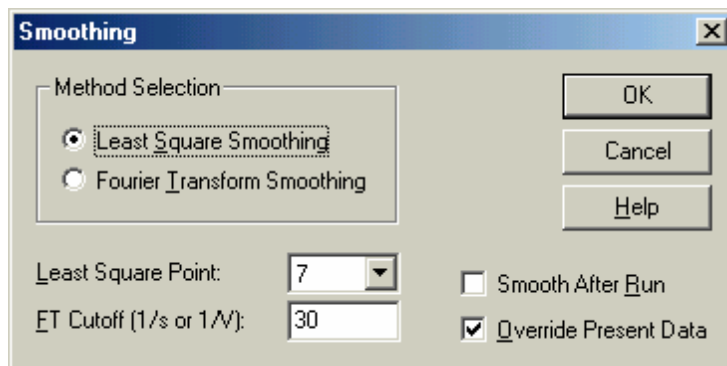 Smoothing
Method Selection
Least Square Smoothing
Fourier Transform Smoothing
OK
Cancel
Help
Least Square Point:
7
FT Cutoff (1/s or 1/V):
30
Smooth After Run
Override Present Data